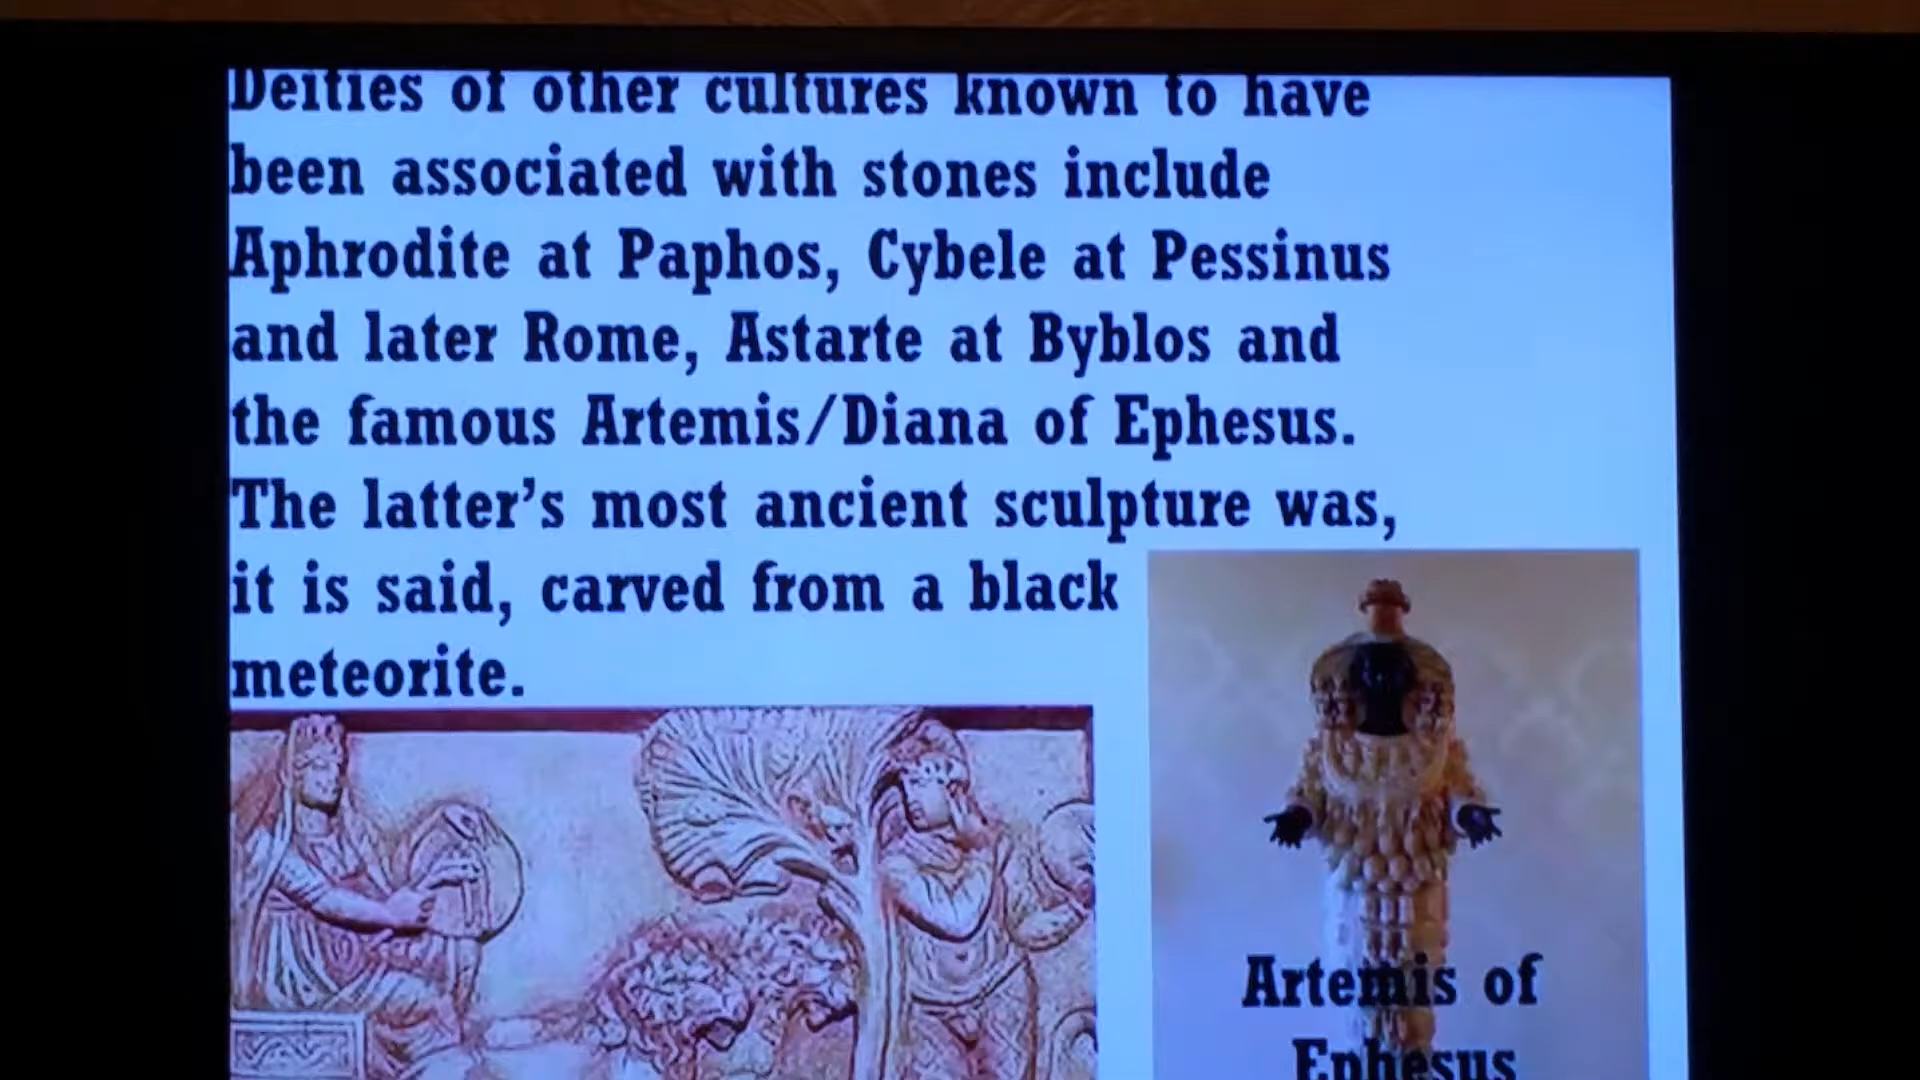 Deities of other cultures known to have
been associated with stones include
Aphrodite at Paphos, Cybele at Pessinus
and later Rome, Astarte at Byblos and
the famous Artemis/Diana of Ephesus.
The latter's most ancient sculpture was,
it is said, carved from a black
meteorite.
Artemis of
Ephesus